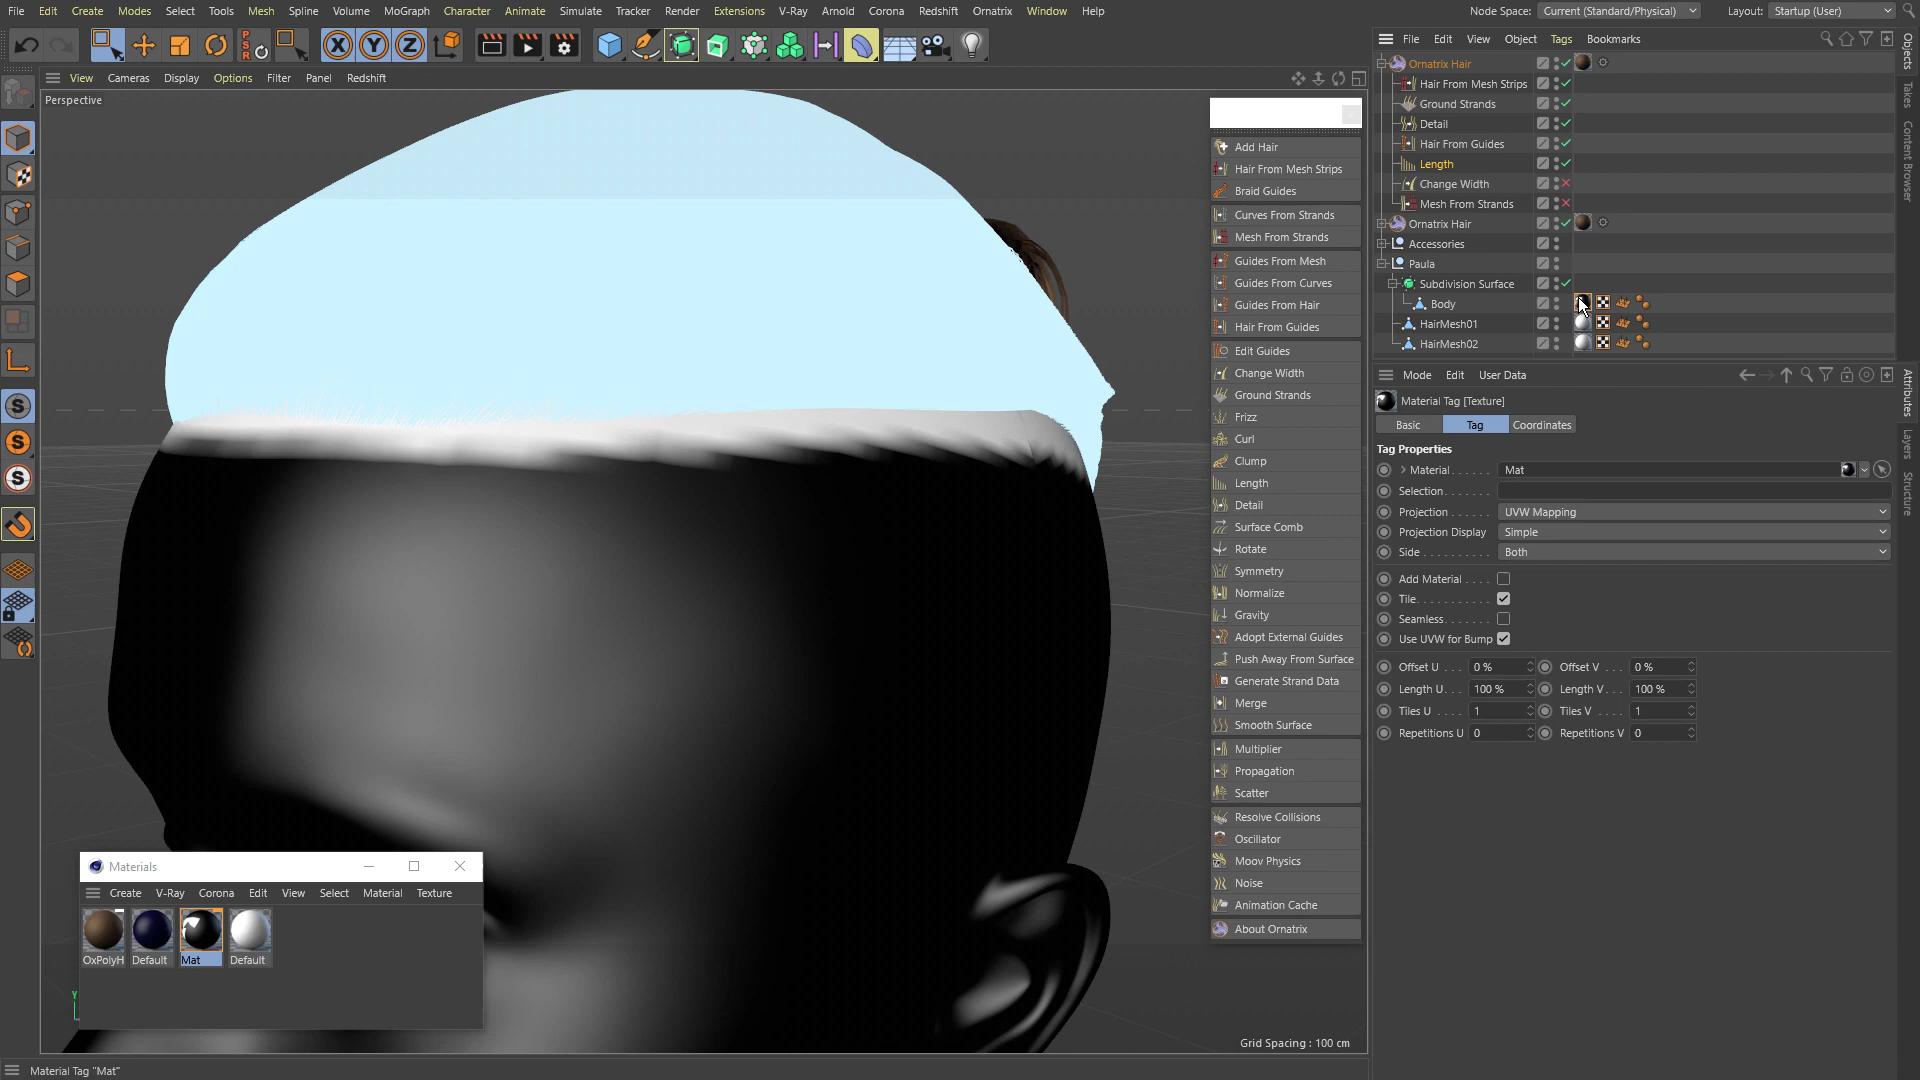 File Edit Create Modes Select Tools Mesh Spline Volume MoGraph Character Animate Simulate Tracker Render Extensions V-Ray Arnold Corona Redshift Ornatrix Window Help
Node Space: Current (Standard/Physical) Layout: Startup (User)
View Cameras Display Options Filter Panel Redshift
Perspective
Add Hair
Hair From Mesh Strips
Braid Guides
Curves From Strands
Mesh From Strands
Guides From Mesh
Guides From Curves
Guides From Hair
Hair From Guides
Edit Guides
Change Width
Ground Strands
Frizz
Curl
Clump
Length
Detail
Surface Comb
Rotate
Symmetry
Normalize
Gravity
Adopt External Guides
Push Away From Surface
Generate Strand Data
Merge
Smooth Surface
Multiplier
Propagation
Scatter
Resolve Collisions
Oscillator
Moov Physics
Noise
Animation Cache
About Ornatrix
Grid Spacing : 100 cm
Y
Materials
Create V-Ray Corona Edit View Select Material Texture
OxPolyH Default Mat Default
Material Tag "Mat"
File Edit View Object Tags Bookmarks
Ornatrix Hair
Hair From Mesh Strips
Ground Strands
Detail
Hair From Guides
Length
Change Width
Mesh From Strands
Ornatrix Hair
Accessories
Paula
Subdivision Surface
Body
HairMesh01
HairMesh02
Mode Edit User Data
Material Tag [Texture]
Basic Tag Coordinates
Tag Properties
Material . . . . . . Mat
Selection . . . . . . .
Projection . . . . . . UVW Mapping
Projection Display Simple
Side . . . . . . . . . . Both
Add Material . . . .
Tile . . . . . . . . . . .
Seamless . . . . . . .
Use UVW for Bump
Offset U . . . 0 % Offset V . . . 0 %
Length U . . . 100 % Length V . . . 100 %
Tiles U . . . . 1 Tiles V . . . . 1
Repetitions U 0 Repetitions V 0
Objects
Takes
Content Browser
Attributes
Layers
Structure